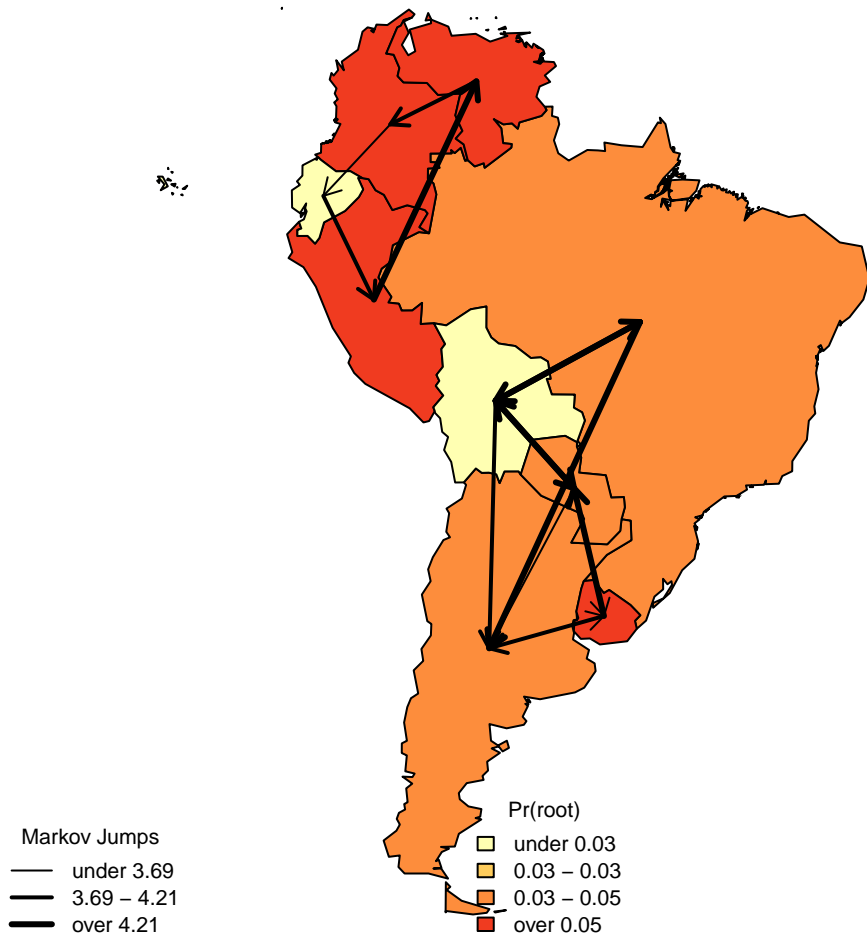 Markov Jumps
under 3.69
3.69 − 4.21
over 4.21
Pr(root)
under 0.03
0.03 − 0.03
0.03 − 0.05
over 0.05